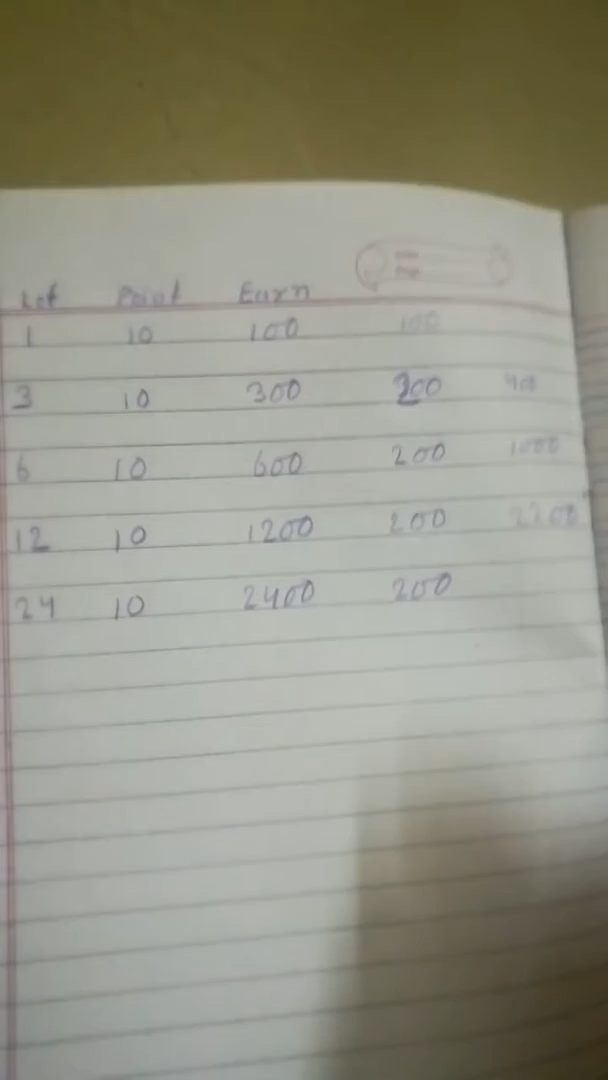 Lot Point Earn
1 10 100 100
3 10 300 200 400
6 10 600 200 1000
12 10 1200 200 2200
24 10 2400 200